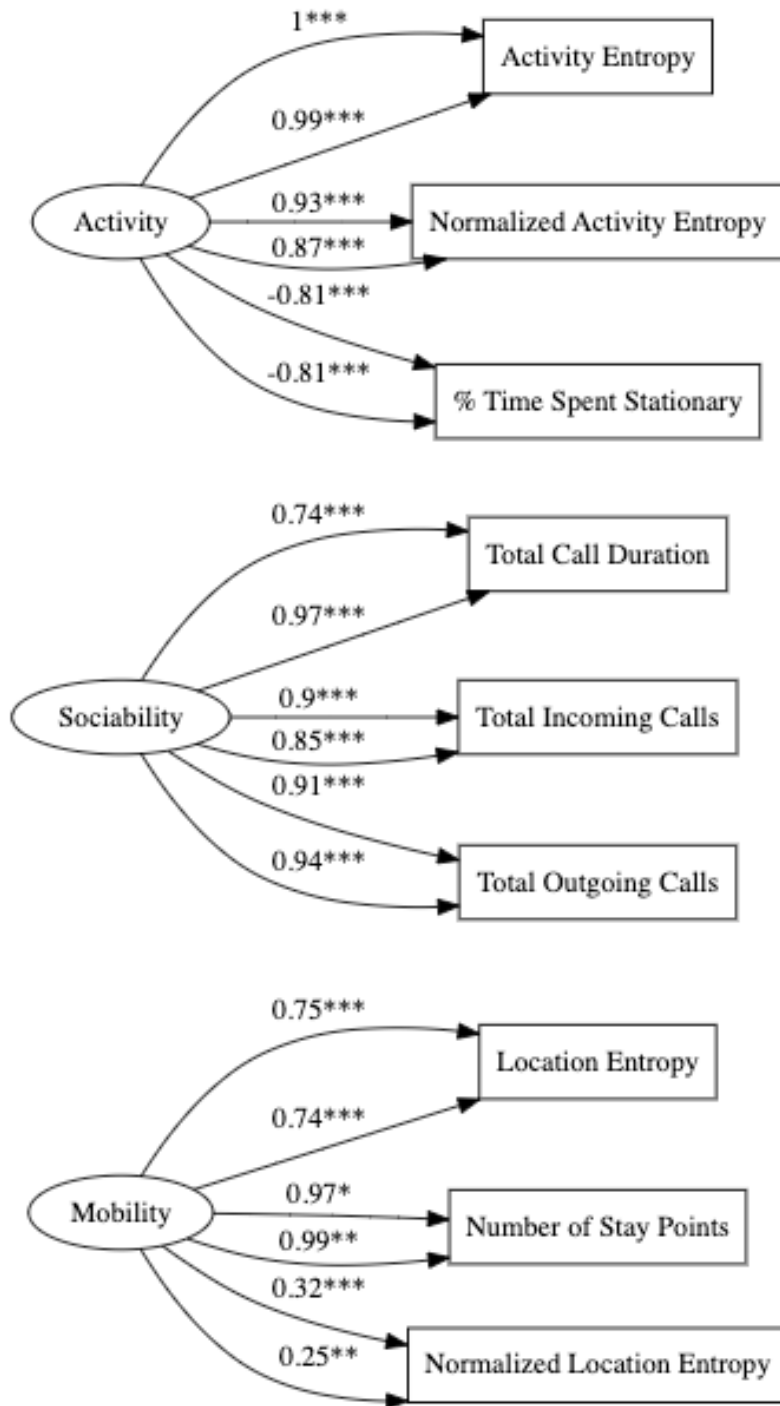 1***
Activity Entropy
0.99***
Activity
0.93***
Normalized Activity Entropy
0.87***
-0.81***
-0.81***
% Time Spent Stationary
0.74***
Total Call Duration
0.97***
Sociability
0.9***
Total Incoming Calls
0.85***
0.91***
0.94***
Total Outgoing Calls
0.75***
Location Entropy
0.74***
Mobility
0.97*
Number of Stay Points
0.99**
0.32***
0.25**
Normalized Location Entropy